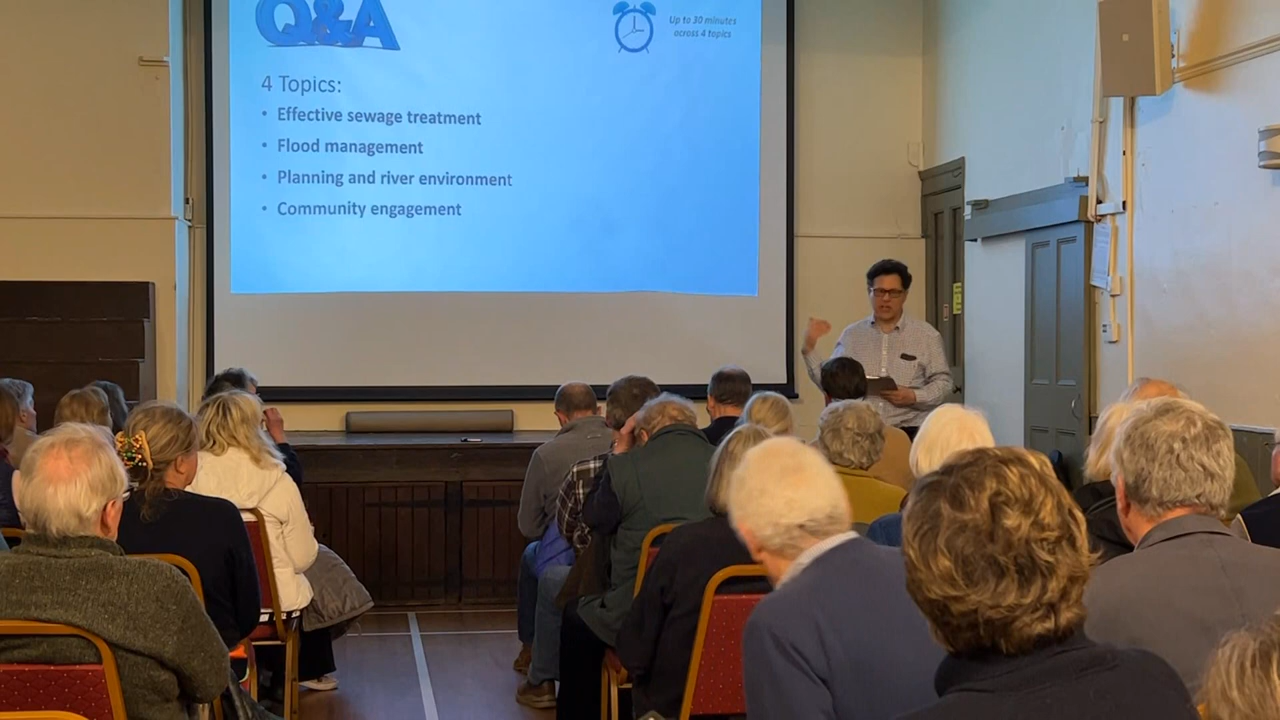 Q&A
Up to 30 minutes
across 4 topics
4 Topics:
• Effective sewage treatment
• Flood management
• Planning and river environment
• Community engagement